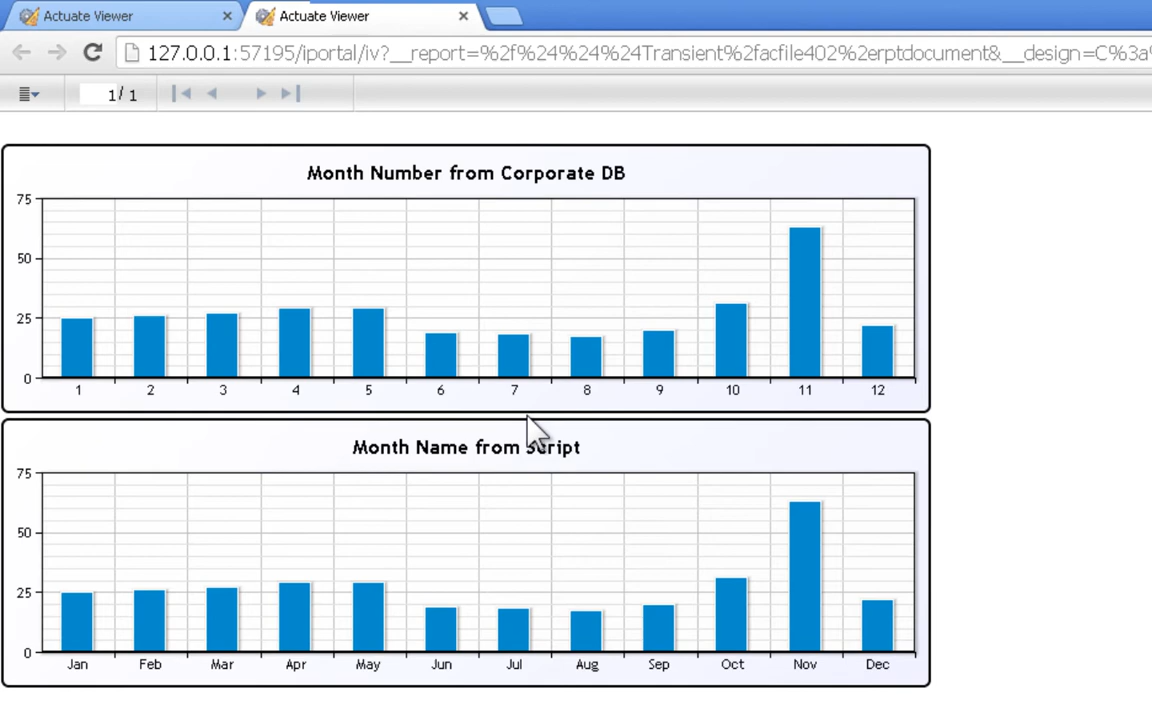 Actuate Viewer
Actuate Viewer
127.0.0.1:57195/iportal/iv?__report=%2f%24%24%24Transient%2facfile402%2erptdocument&__design=C%3a%
1/ 1
Month Number from Corporate DB
75
50
25
0
1 2 3 4 5 6 7 8 9 10 11 12
Month Name from Script
75
50
25
0
Jan Feb Mar Apr May Jun Jul Aug Sep Oct Nov Dec